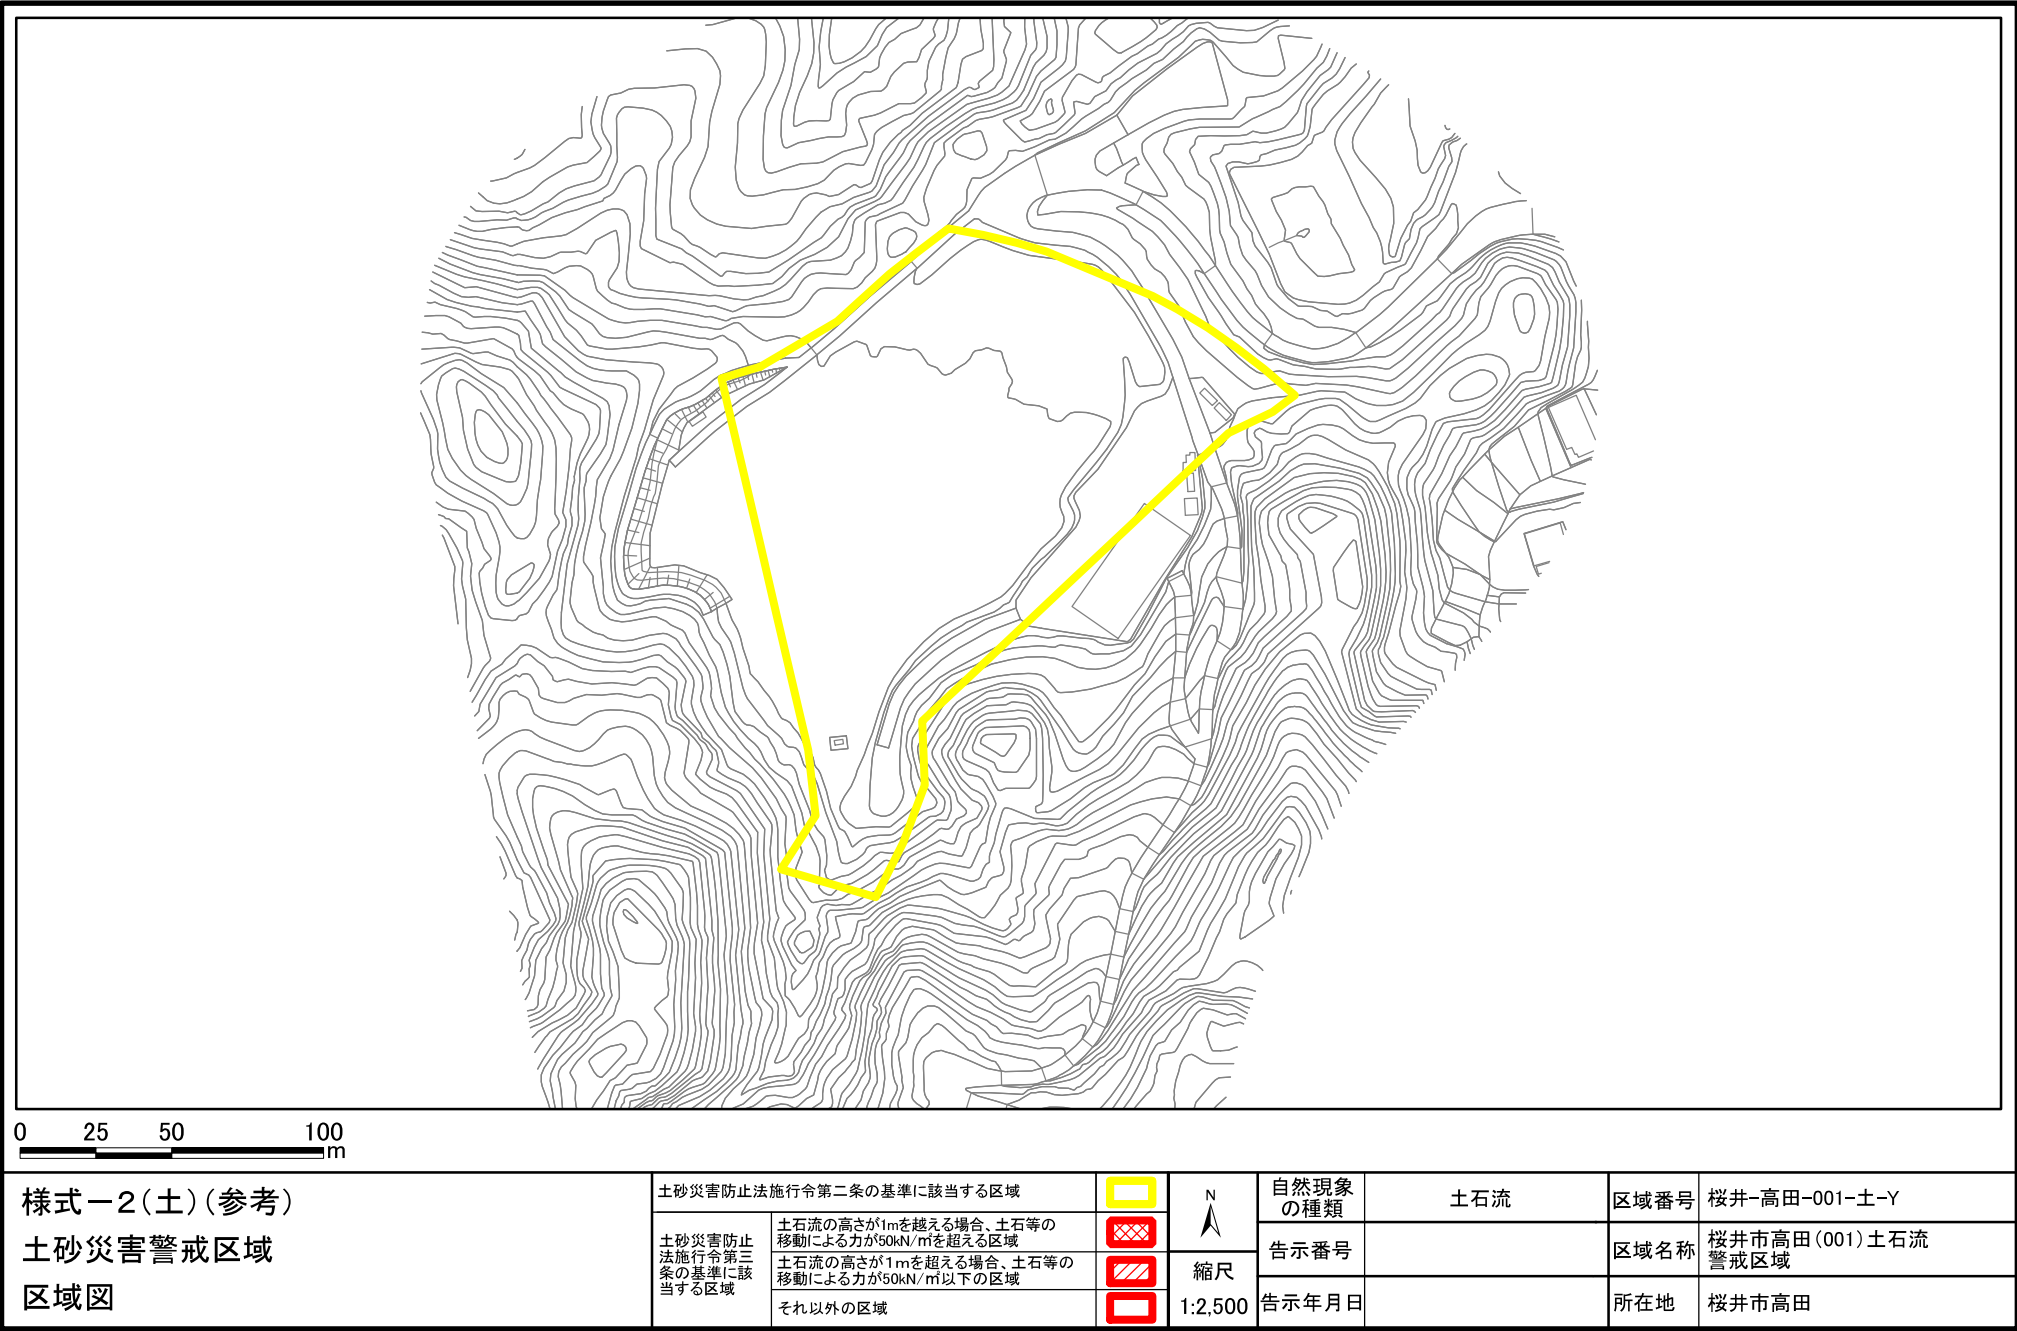 0 25 50 100
m
様式－2(土)(参考)
土砂災害警戒区域
区域図
土砂災害防止法施行令第二条の基準に該当する区域
土砂災害防止
法施行令第三
条の基準に該
当する区域
土石流の高さが1mを越える場合、土石等の
移動による力が50kN/㎡を超える区域
土石流の高さが1mを超える場合、土石等の
移動による力が50kN/㎡以下の区域
それ以外の区域
N
縮尺
1:2,500
自然現象
の種類
土石流
告示番号
告示年月日
区域番号
桜井-高田-001-土-Y
区域名称
桜井市高田(001)土石流
警戒区域
所在地
桜井市高田